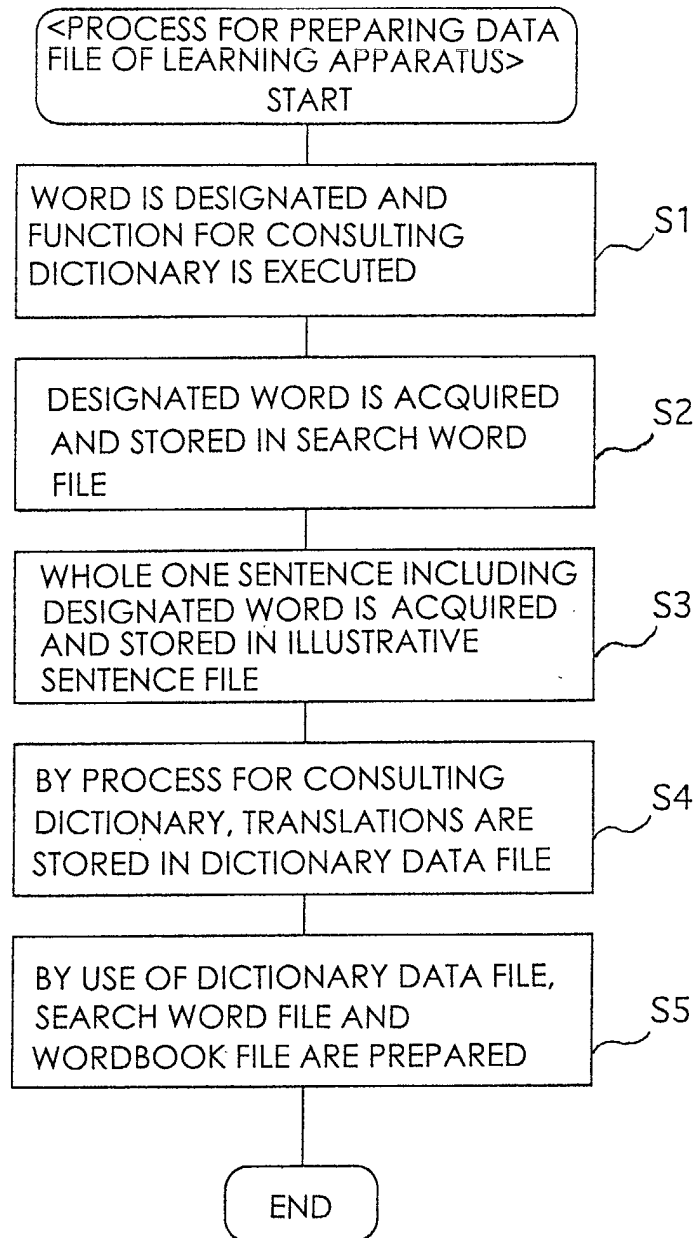 <PROCESS FOR PREPARING DATA
FILE OF LEARNING APPARATUS>
START
WORD IS DESIGNATED AND
FUNCTION FOR CONSULTING
DICTIONARY IS EXECUTED
S1
DESIGNATED WORD IS ACQUIRED
AND STORED IN SEARCH WORD
FILE
S2
WHOLE ONE SENTENCE INCLUDING
DESIGNATED WORD IS ACQUIRED
AND STORED IN ILLUSTRATIVE
SENTENCE FILE
S3
BY PROCESS FOR CONSULTING
DICTIONARY, TRANSLATIONS ARE
STORED IN DICTIONARY DATA FILE
S4
BY USE OF DICTIONARY DATA FILE,
SEARCH WORD FILE AND
WORDBOOK FILE ARE PREPARED
S5
END